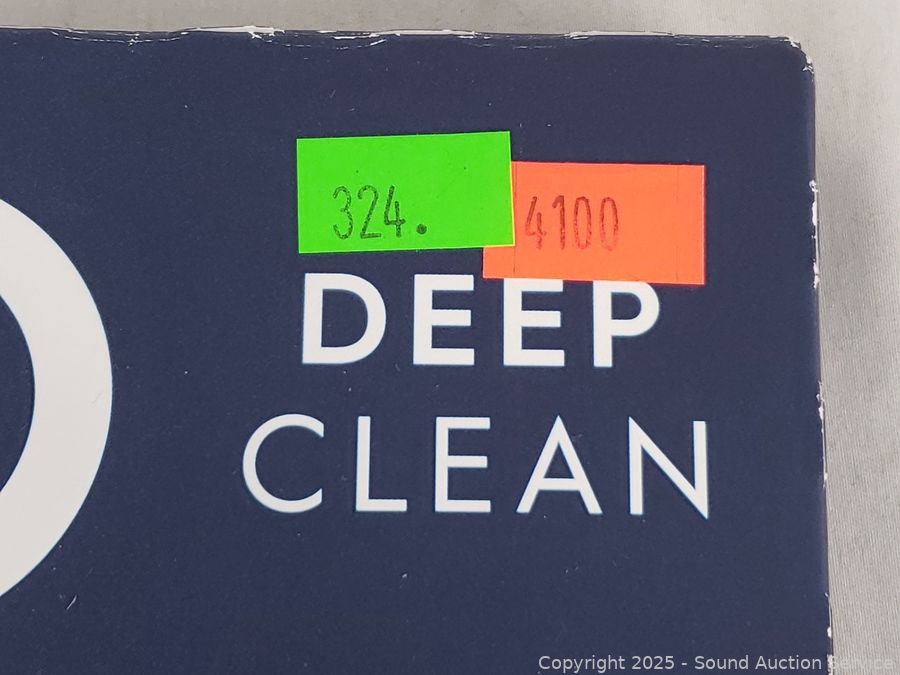 324.
4100
DEEP
CLEAN
Copyright 2025 - Sound Auction Service